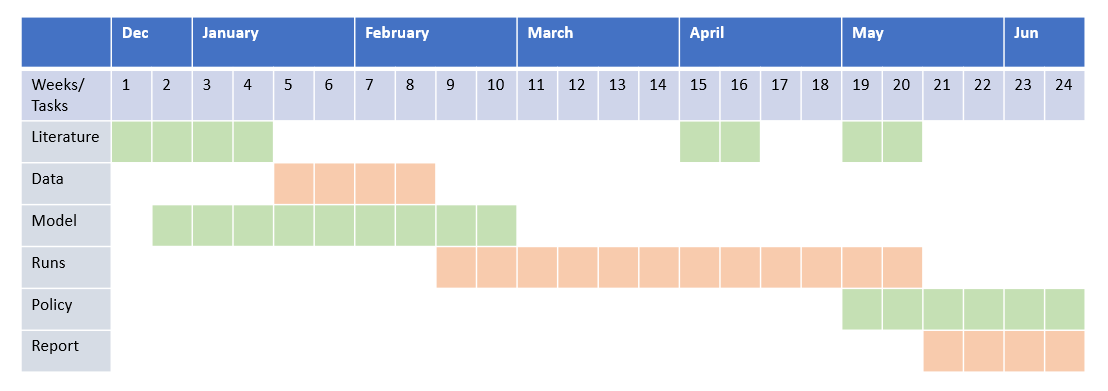 Dec January February March April May Jun
Weeks/ 1 2 3 4 5 6 7 8 9 10 11 12 13 14 15 16 17 18 19 20 21 22 23 24
Tasks
Literature
Data
Model
Runs
Policy
Report